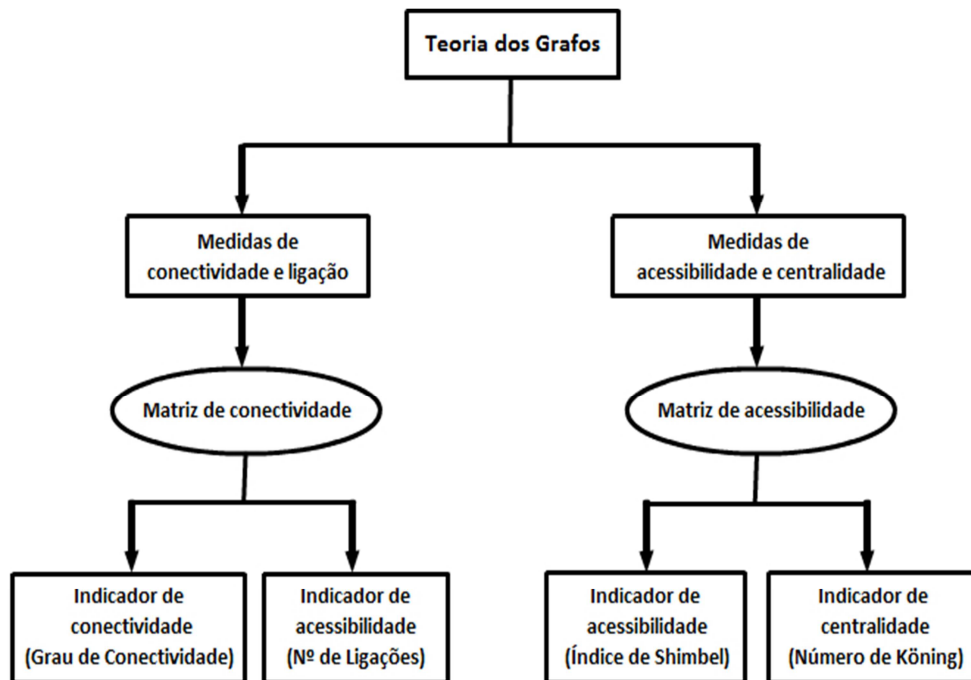 Teoria dos Grafos
Medidas de
conectividade e ligação
Medidas de
acessibilidade e centralidade
Matriz de conectividade
Matriz de acessibilidade
Indicador de
conectividade
(Grau de Conectividade)
Indicador de
acessibilidade
(Nº de Ligações)
Indicador de
acessibilidade
(Índice de Shimbel)
Indicador de
centralidade
(Número de Köning)